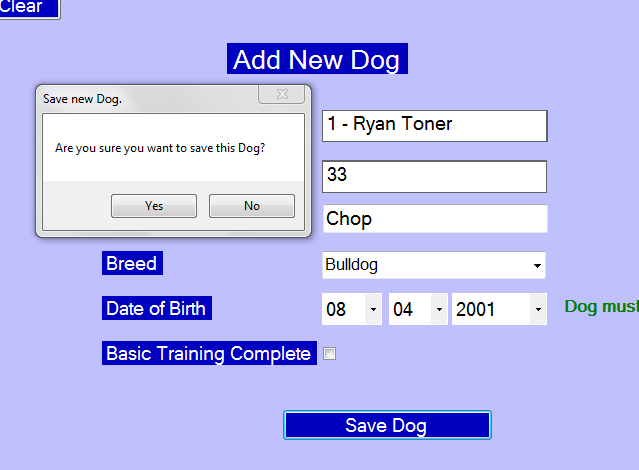 Clear
Add New Dog
Save new Dog.
Are you sure you want to save this Dog?
Yes No
1 - Ryan Toner
33
Chop
Breed Bulldog
Date of Birth 08 04 2001 Dog must
Basic Training Complete
Save Dog